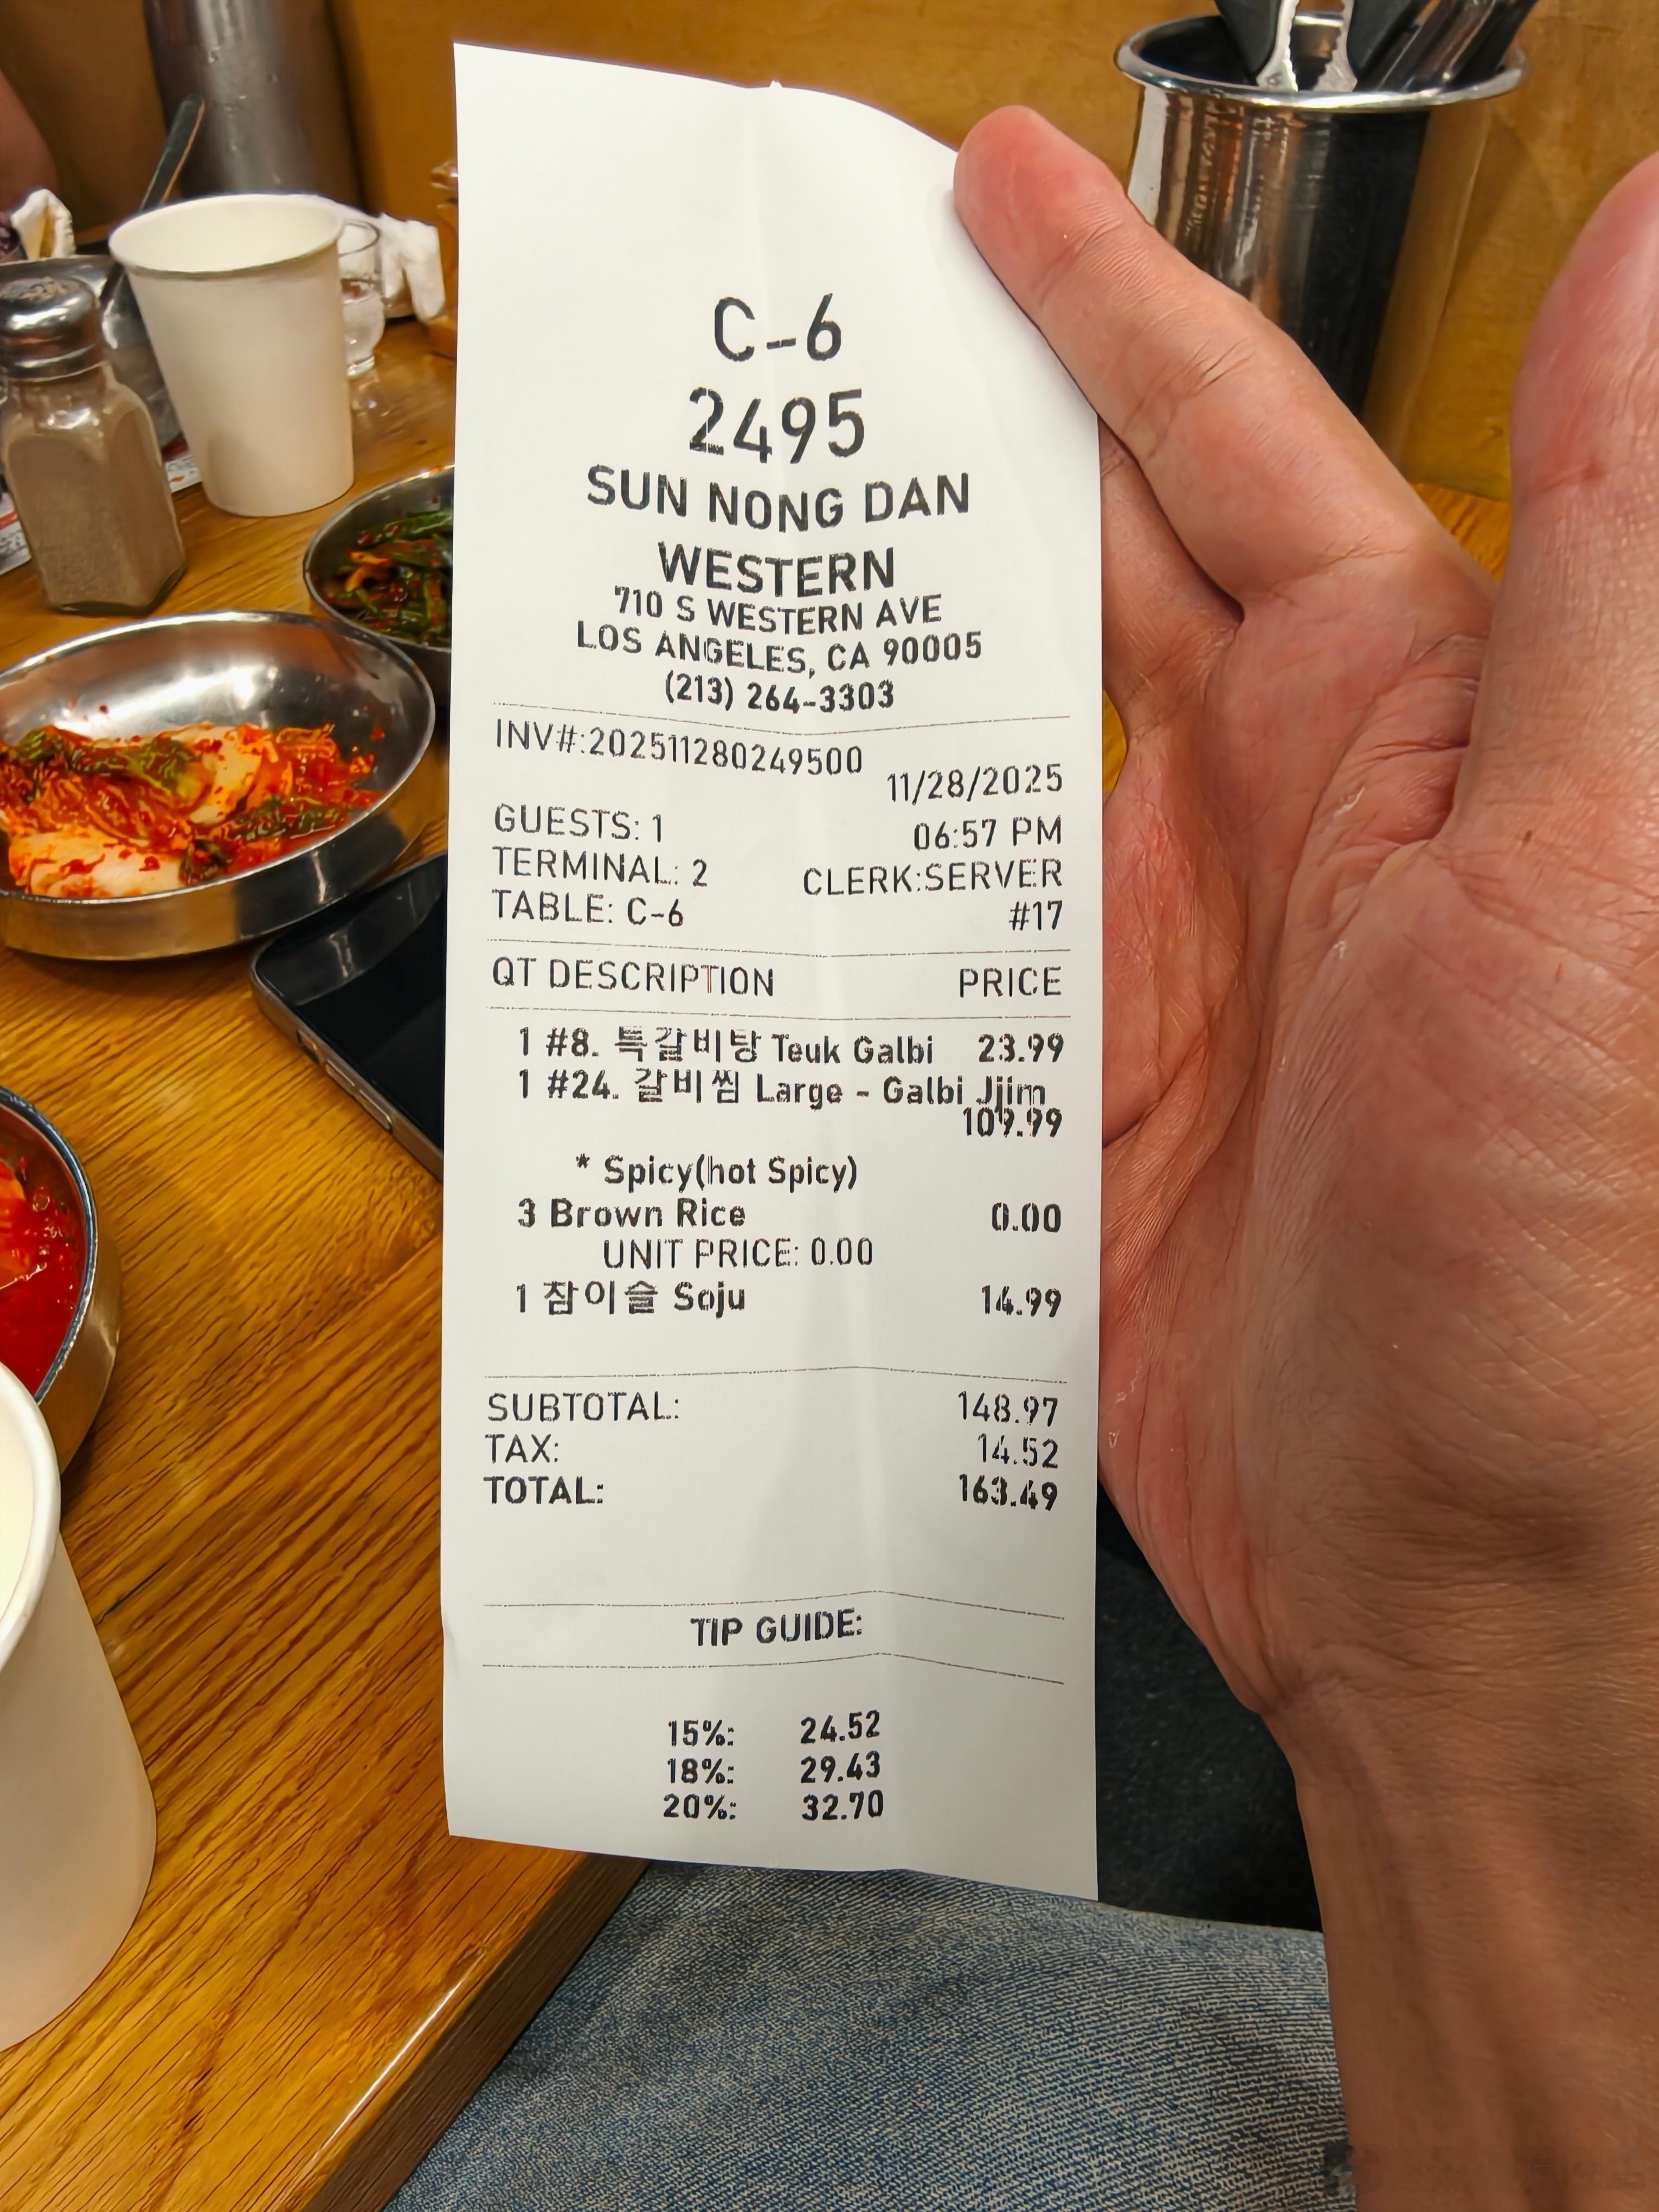 C-6
2495
SUN NONG DAN
WESTERN
710 S WESTERN AVE
LOS ANGELES, CA 90005
(213) 264-3303
INV#:202511280249500
11/28/2025
GUESTS: 1 06:57 PM
TERMINAL: 2 CLERK:SERVER
TABLE: C-6 #17
QT DESCRIPTION PRICE
1 #8. 특갈비탕 Teuk Galbi 23.99
1 #24. 갈비찜 Large - Galbi Jjim
109.99
* Spicy(hot Spicy)
3 Brown Rice 0.00
UNIT PRICE: 0.00
1 참이슬 Soju 14.99
SUBTOTAL: 148.97
TAX: 14.52
TOTAL: 163.49
TIP GUIDE:
15%: 24.52
18%: 29.43
20%: 32.70